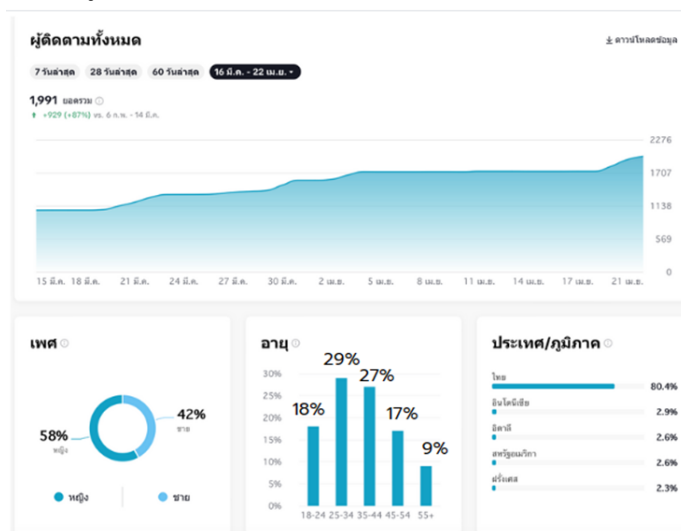 ผู้ติดตามทั้งหมด
ดาวน์โหลดข้อมูล
7 วันล่าสุด 28 วันล่าสุด 60 วันล่าสุด 16 มี.ค. - 22 เม.ย.
1,991 ยอดรวม
+929 (+87%) vs. 6 ก.พ. - 14 มี.ค.
2276
1707
1138
569
0
15 มี.ค. 18 มี.ค. 21 มี.ค. 24 มี.ค. 27 มี.ค. 30 มี.ค. 2 เม.ย. 5 เม.ย. 8 เม.ย. 11 เม.ย. 14 เม.ย. 17 เม.ย. 21 เม.ย.
เพศ
58%
หญิง
42%
ชาย
หญิง ชาย
อายุ
30%
25%
20%
15%
10%
5%
0%
18% 29% 27% 17% 9%
18-24 25-34 35-44 45-54 55+
ประเทศ/ภูมิภาค
ไทย
80.4%
อินโดนีเซีย
2.9%
อิตาลี
2.6%
สหรัฐอเมริกา
2.6%
ฝรั่งเศส
2.3%